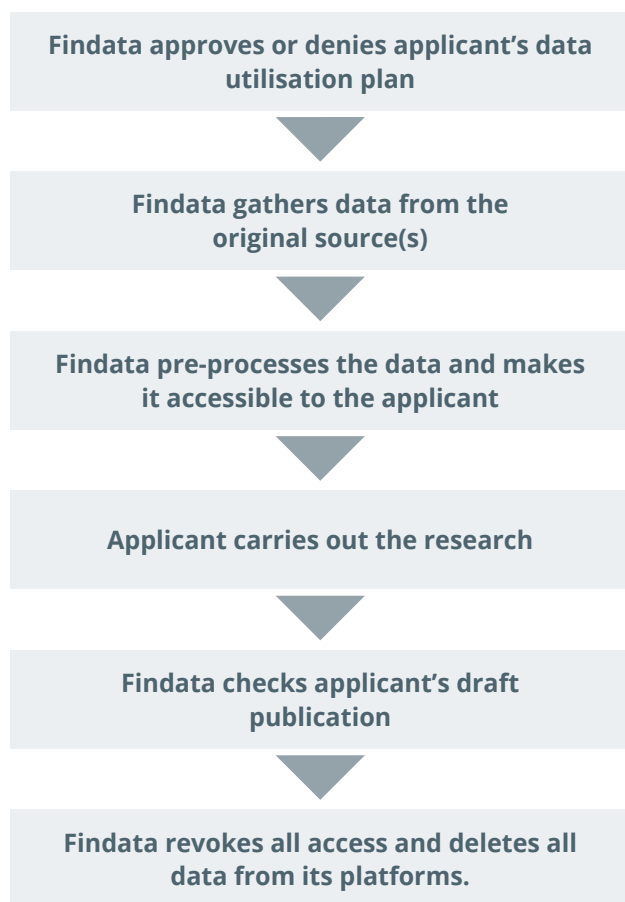 Findata approves or denies applicant’s data
utilisation plan
Findata gathers data from the
original source(s)
Findata pre-processes the data and makes
it accessible to the applicant
Applicant carries out the research
Findata checks applicant’s draft
publication
Findata revokes all access and deletes all
data from its platforms.